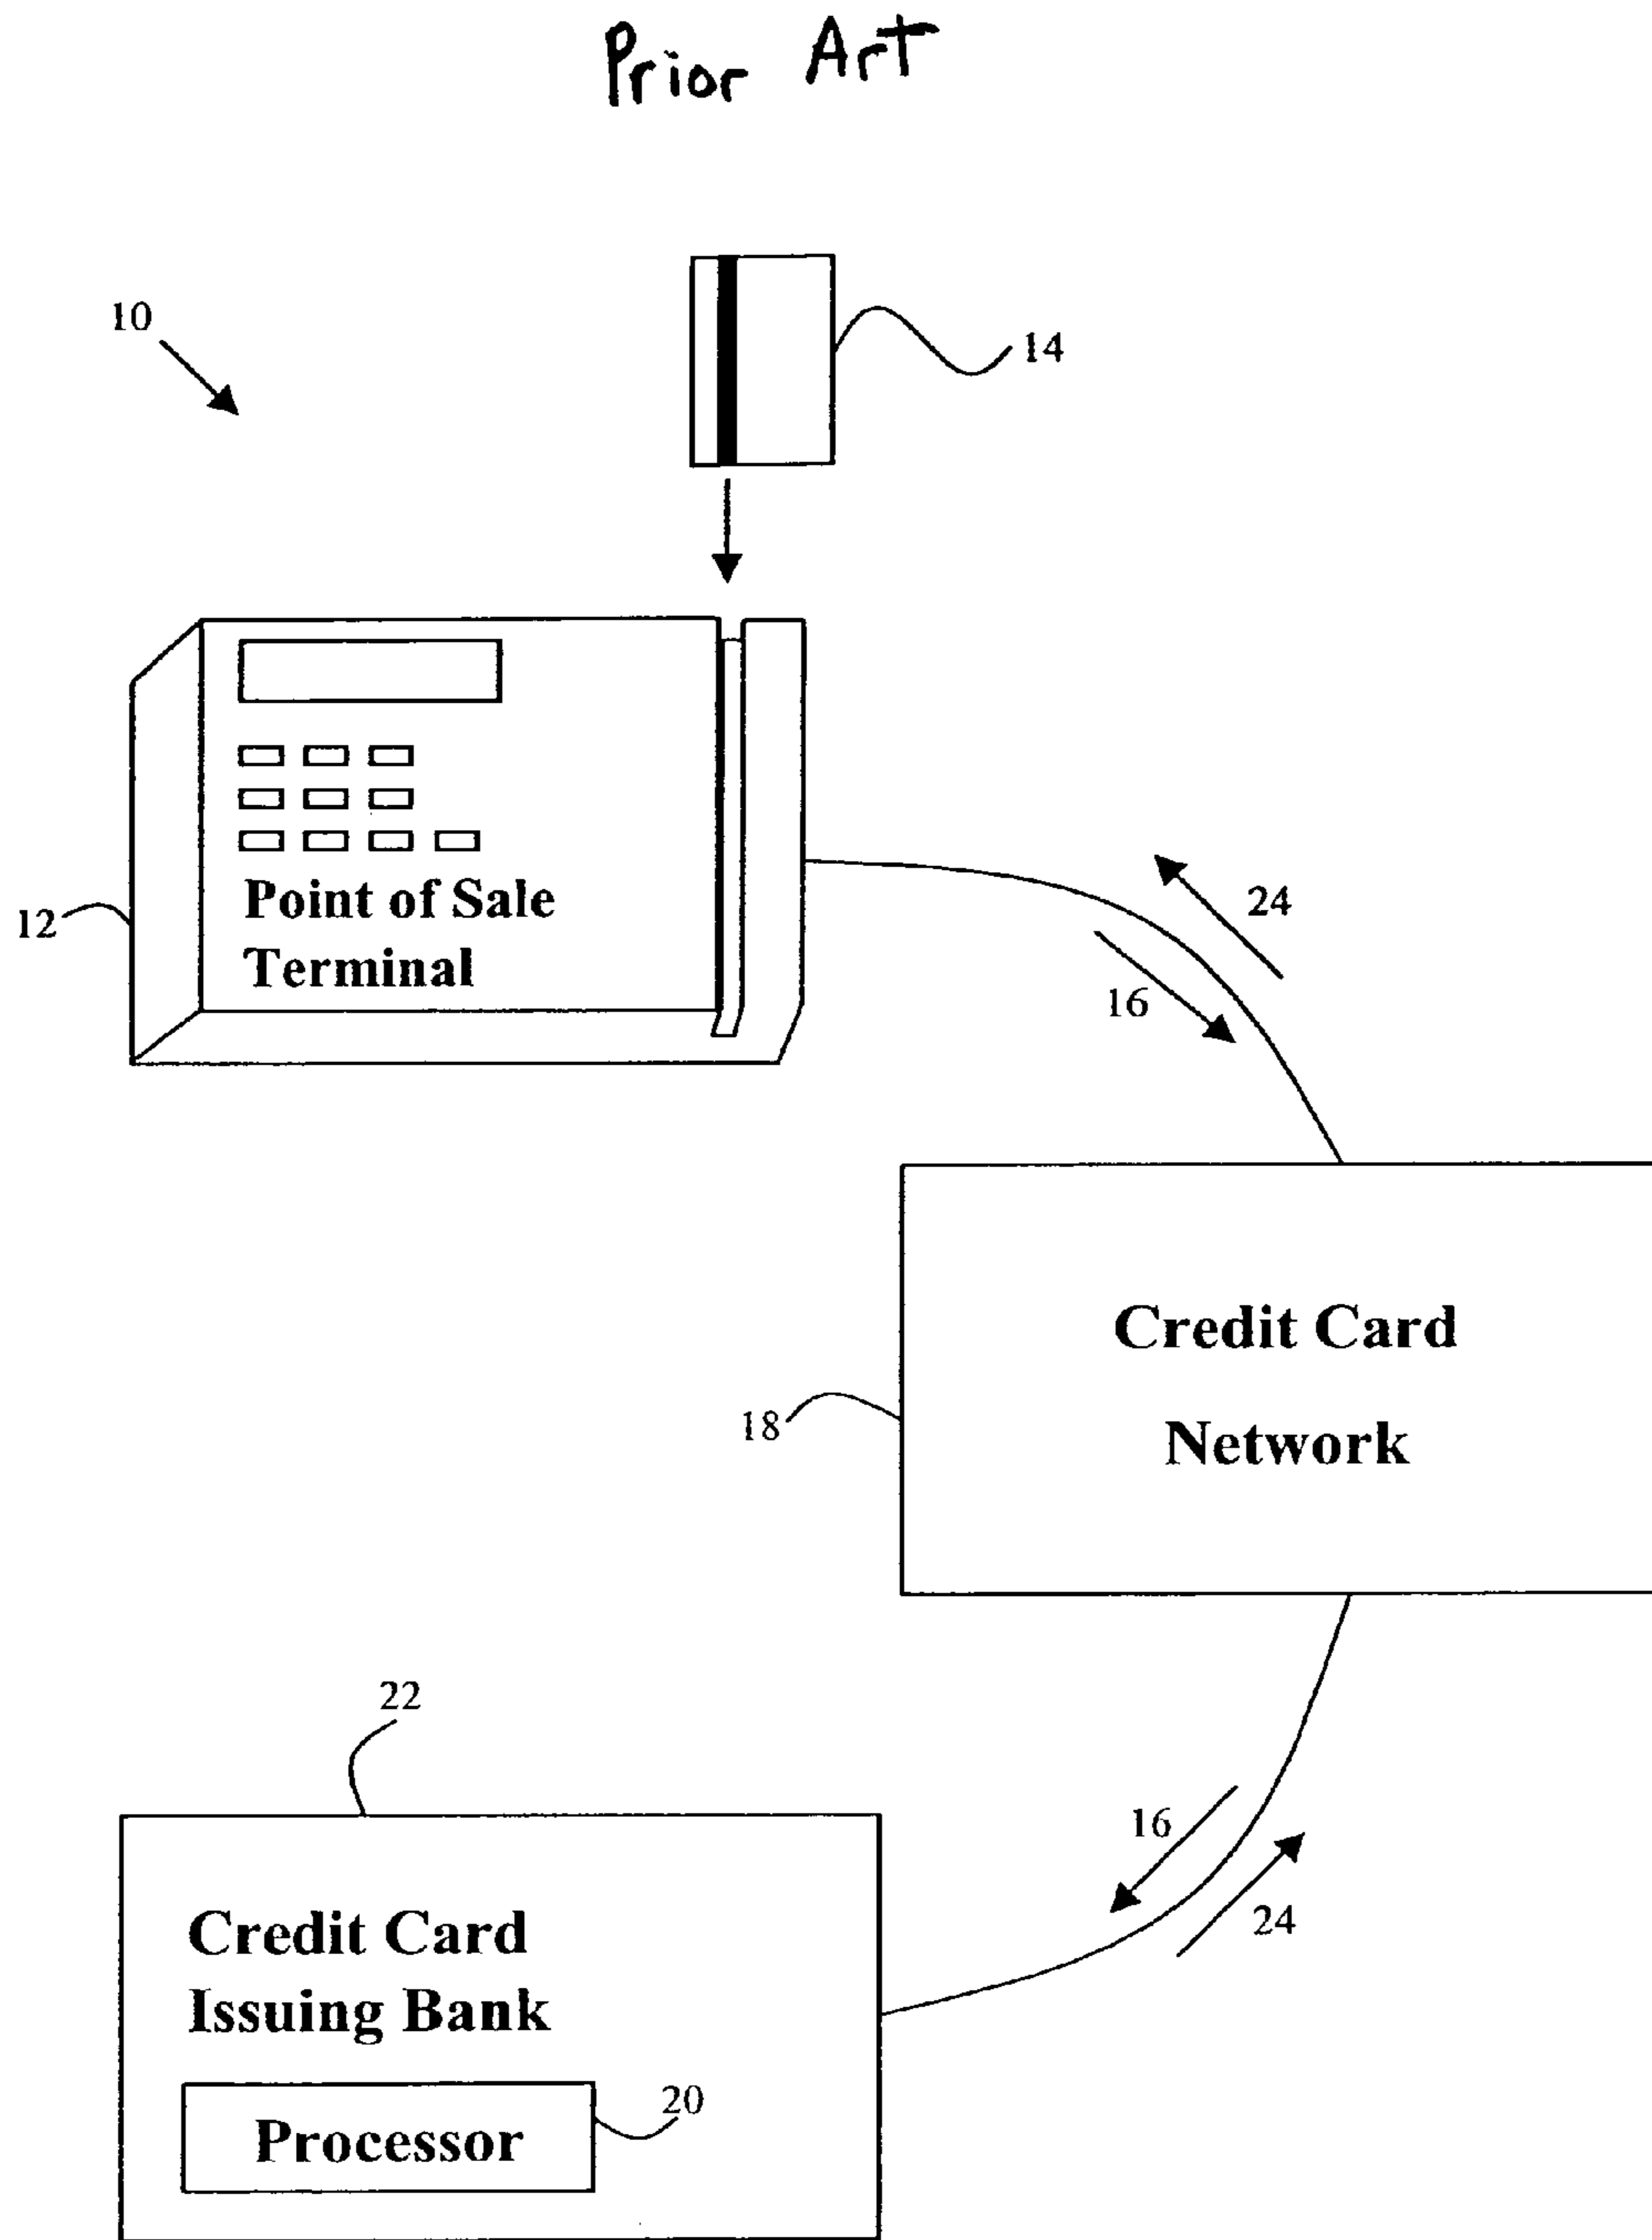 Prior Art
10
14
Point of Sale
Terminal
12
24
16
Credit Card
Network
18
22
16
24
Credit Card
Issuing Bank
20
Processor